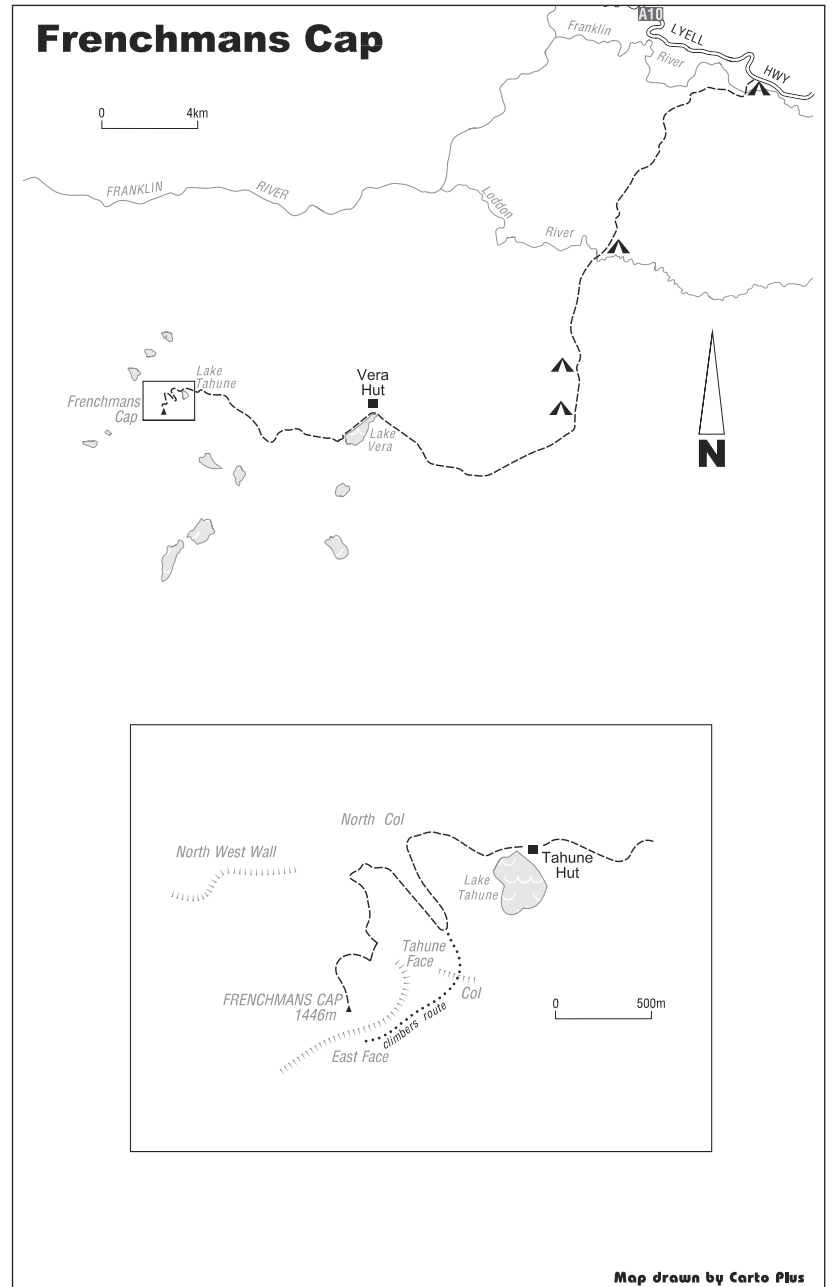 Frenchmans Cap
A10
LYELL
HWY
Franklin
River
0 4km
FRANKLIN RIVER
Loddon
River
Lake
Tahune
Frenchmans
Cap
Vera
Hut
Lake
Vera
N
North Col
North West Wall
Tahune
Hut
Lake
Tahune
Tahune
Face
Col
FRENCHMANS CAP
1446m
climbers route
East Face
0 500m
Map drawn by Carto Plus